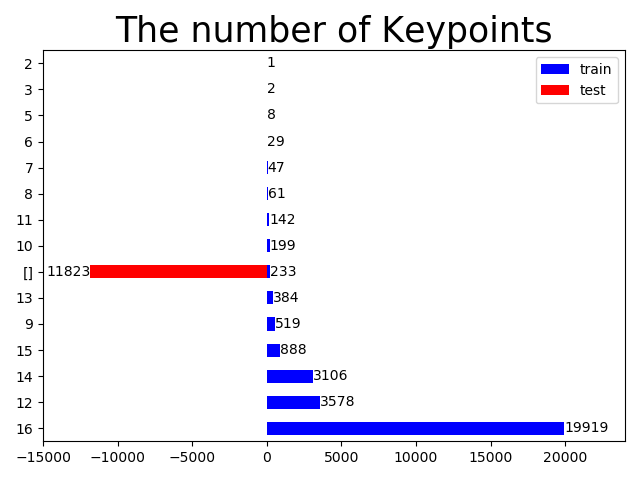 The number of Keypoints
train
test
2 1
3 2
5 8
6 29
7 47
8 61
11 142
10 199
[] 11823 233
13 384
9 519
15 888
14 3106
12 3578
16 19919
−15000 −10000 −5000 0 5000 10000 15000 20000